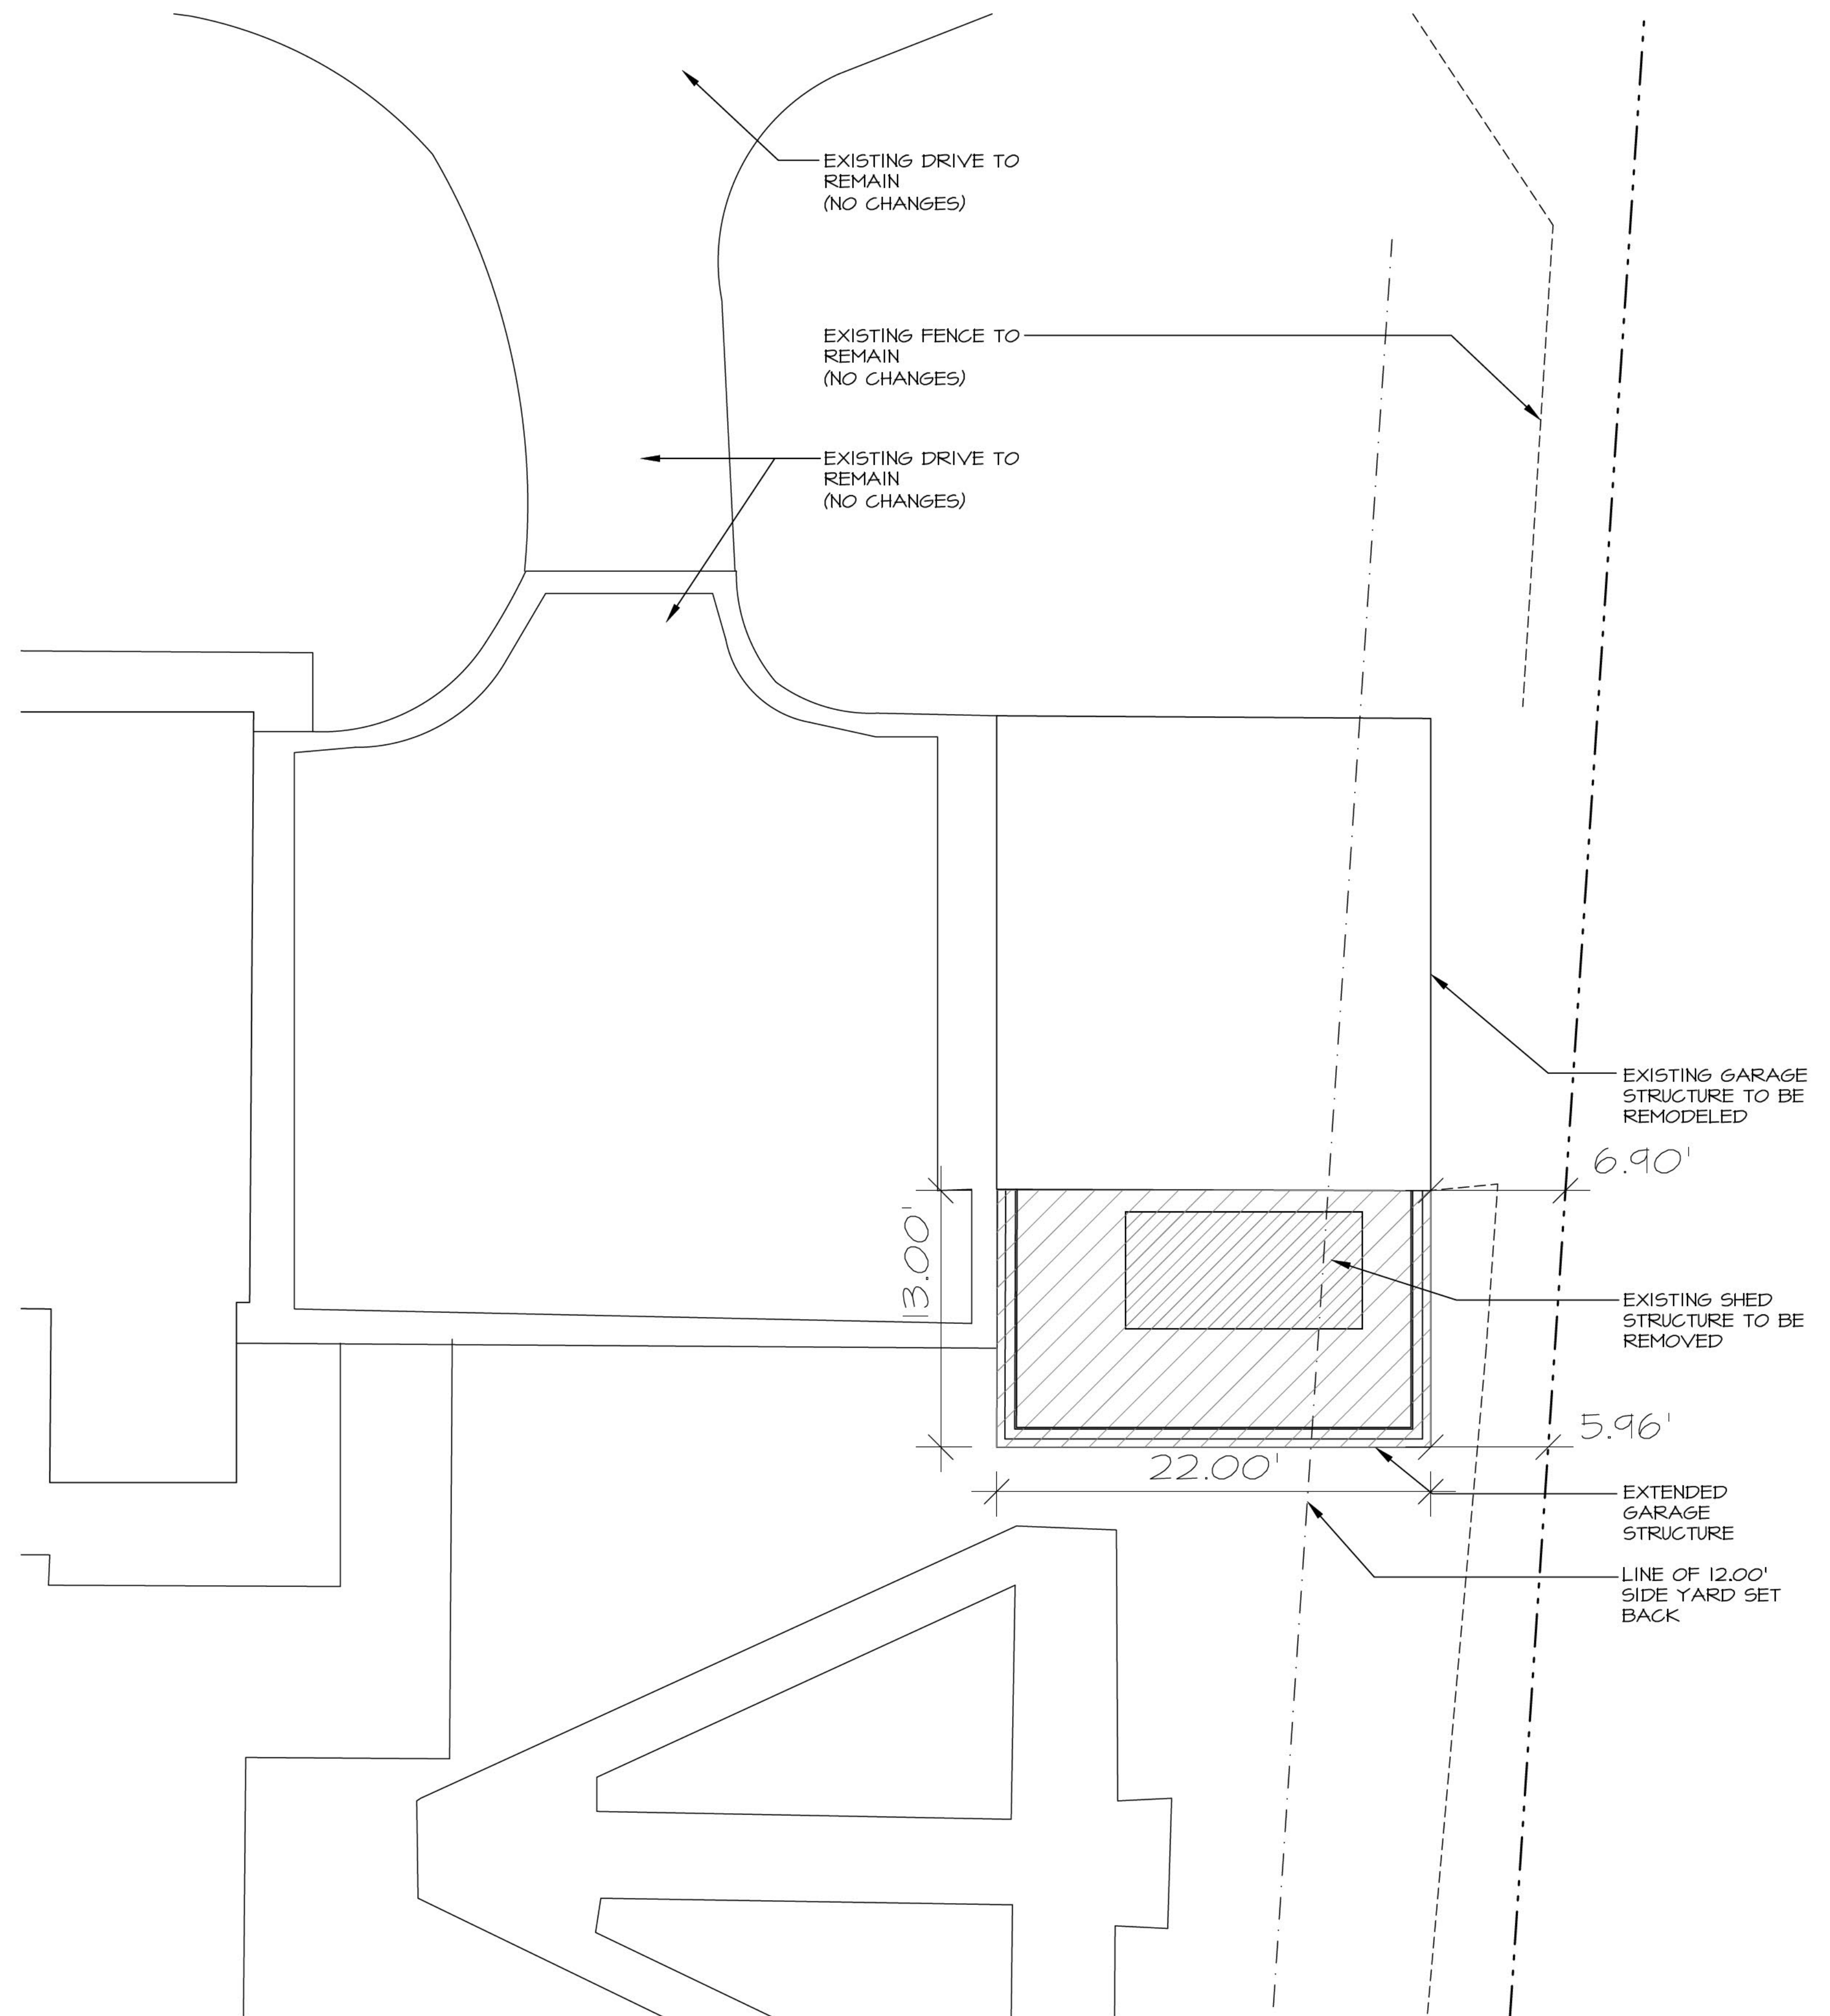 EXISTING DRIVE TO
REMAIN
(NO CHANGES)
EXISTING FENCE TO
REMAIN
(NO CHANGES)
EXISTING DRIVE TO
REMAIN
(NO CHANGES)
EXISTING GARAGE
STRUCTURE TO BE
REMODELED
6.90'
13.00'
EXISTING SHED
STRUCTURE TO BE
REMOVED
5.96'
22.00'
EXTENDED
GARAGE
STRUCTURE
LINE OF 12.00'
SIDE YARD SET
BACK